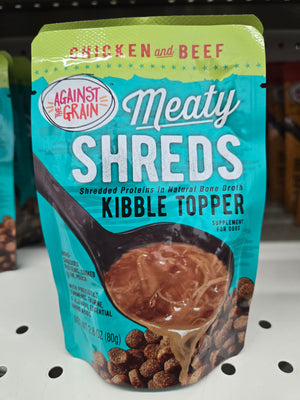 CHICKEN and BEEF
AGAINST
THE
GRAIN
Meaty
SHREDS
Shredded Proteins in Natural Bone Broth
KIBBLE TOPPER
SUPPLEMENT
FOR DOGS
(80g)